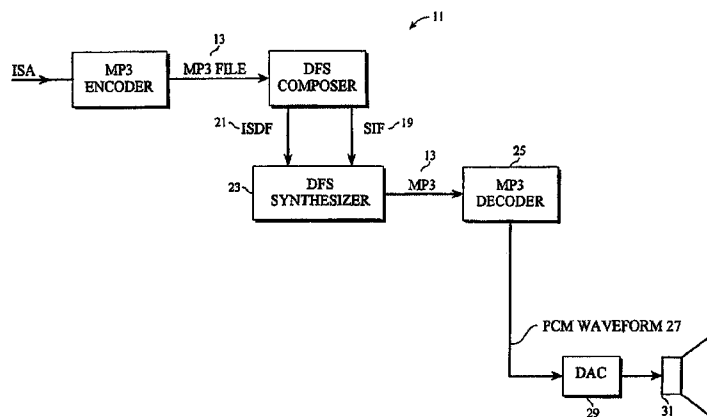 11
ISA
MP3
ENCODER
13
MP3 FILE
DFS
COMPOSER
21 ISDF
SIF 19
23
DFS
SYNTHESIZER
13
MP3
25
MP3
DECODER
PCM WAVEFORM 27
DAC
29
31